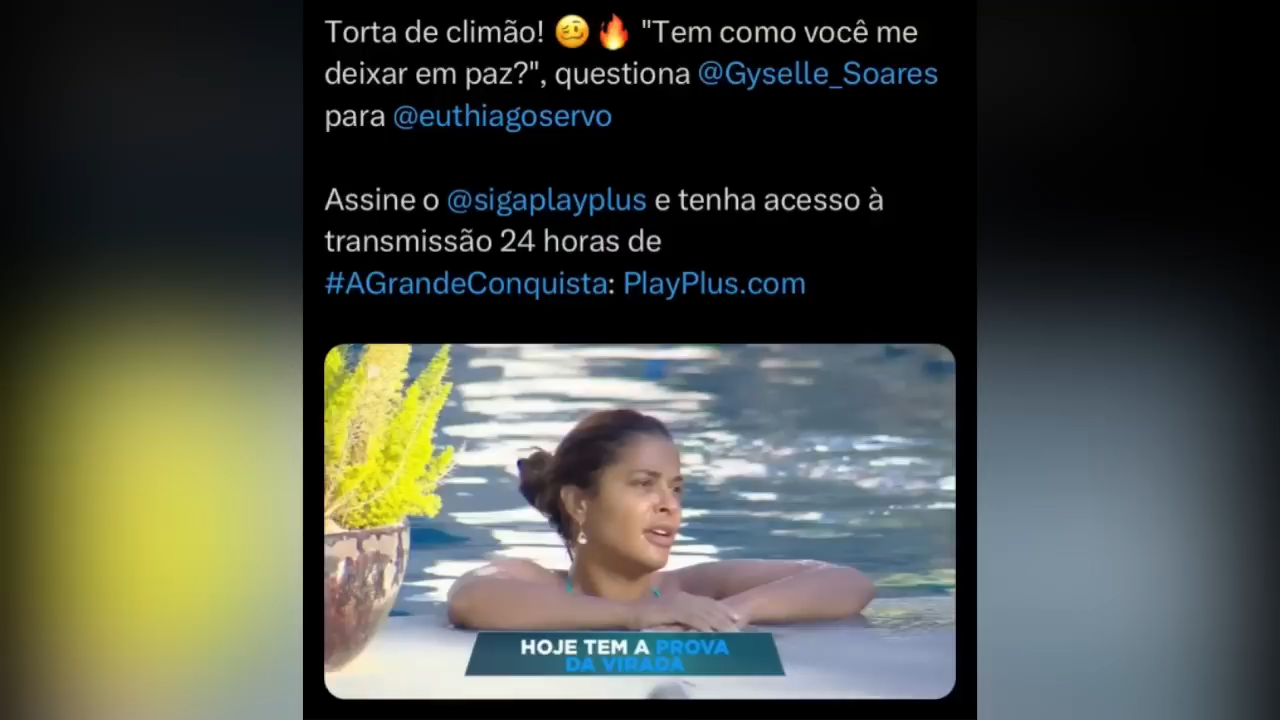 Torta de climão! 🥴🔥 "Tem como você me
deixar em paz?", questiona @Gyselle_Soares
para @euthiagoservo
Assine o @sigaplayplus e tenha acesso à
transmissão 24 horas de
#AGrandeConquista: PlayPlus.com
HOJE TEM A PROVA
DA VIRADA